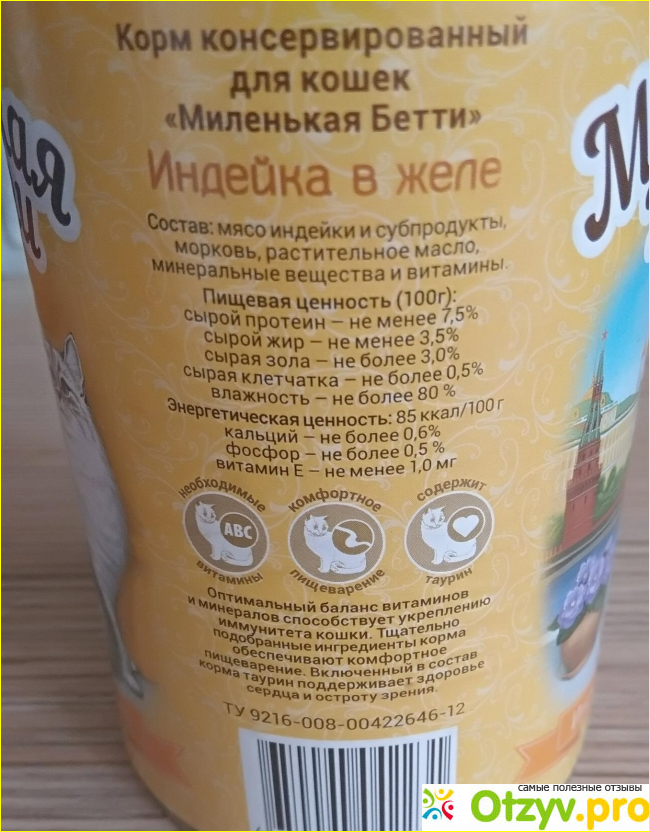 Корм консервированный
для кошек
«Миленькая Бетти»
Индейка в желе
Состав: мясо индейки и субпродукты,
морковь, растительное масло,
минеральные вещества и витамины.
Пищевая ценность (100г):
сырой протеин – не менее 7,5%
сырой жир – не менее 3,5%
сырая зола – не более 3,0%
сырая клетчатка – не более 0,5%
влажность – не более 80 %
Энергетическая ценность: 85 ккал/100 г
кальций – не более 0,6%
фосфор – не более 0,5 %
витамин Е – не менее 1,0 мг
необходимые
ABC
витамины
комфортное
пищеварение
содержит
таурин
Оптимальный баланс витаминов
и минералов способствует укреплению
иммунитета кошки. Тщательно
подобранные ингредиенты корма
обеспечивают комфортное
пищеварение. Включенный в состав
корма таурин поддерживает здоровье
сердца и остроту зрения.
ТУ 9216-008-00422646-12
самые полезные отзывы
Otzyv.pro